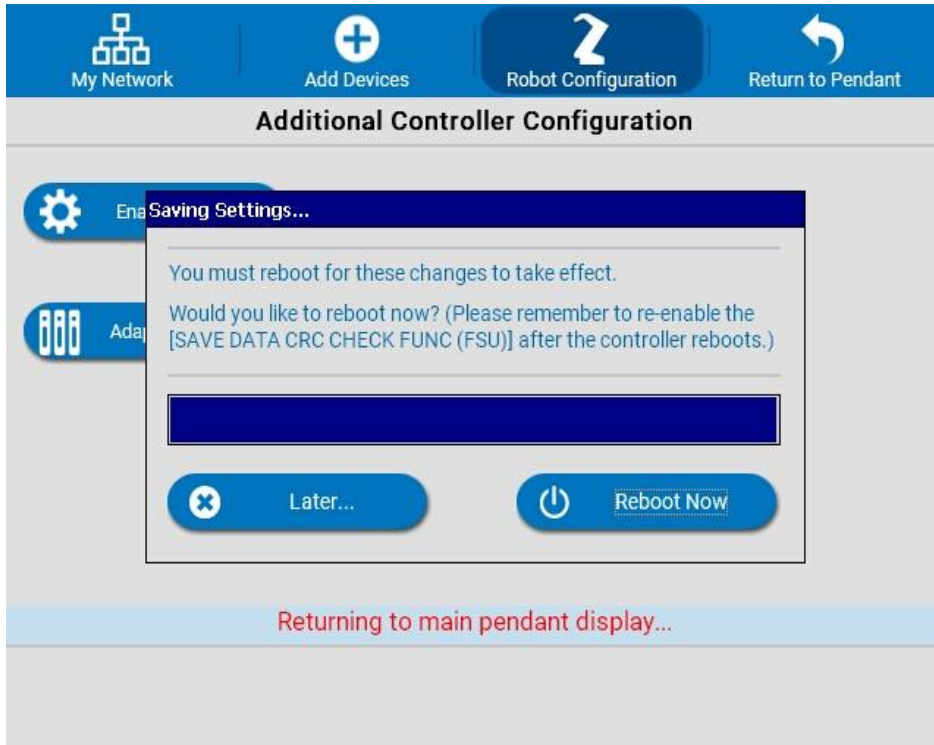 My Network
Add Devices
Robot Configuration
Return to Pendant
Additional Controller Configuration
Ena
Saving Settings...
You must reboot for these changes to take effect.
Would you like to reboot now? (Please remember to re-enable the
[SAVE DATA CRC CHECK FUNC (FSU)] after the controller reboots.)
Ada
Later...
Reboot Now
Returning to main pendant display...